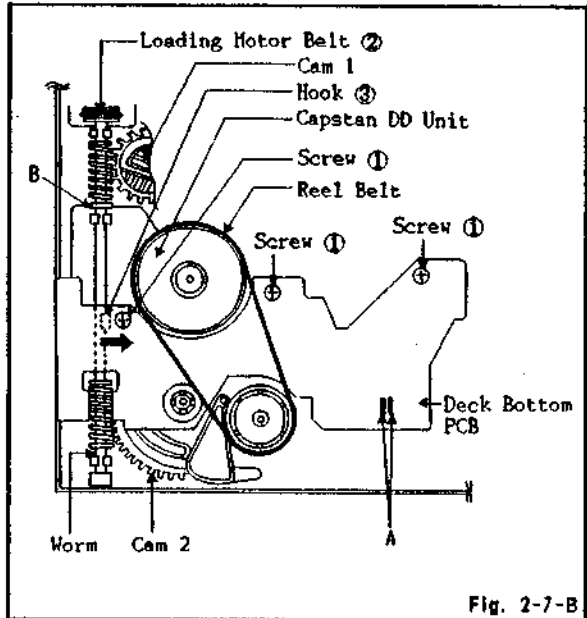 Loading Motor Belt ②
Cam 1
Hook ③
Capstan DD Unit
Screw ①
B
Reel Belt
Screw ①
Screw ①
Deck Bottom
PCB
Worm
Cam 2
A
Fig. 2-7-B